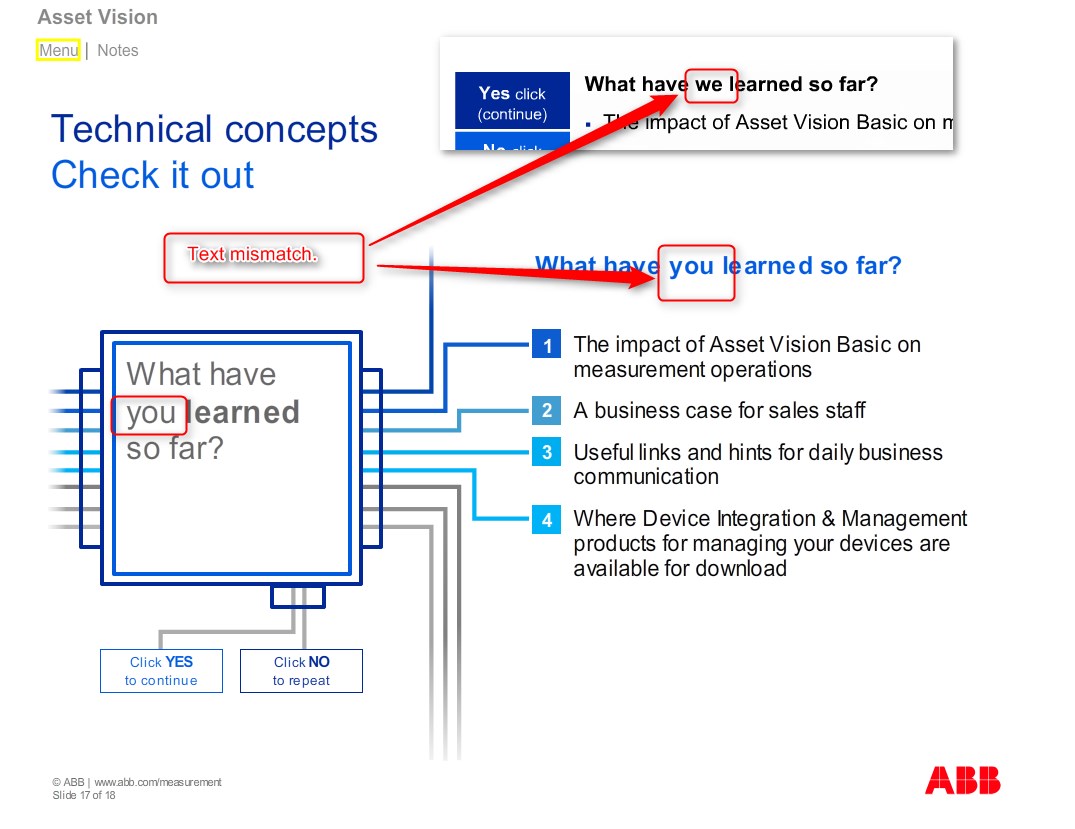 Asset Vision
Menu | Notes
Yes click
(continue)
What have we learned so far?
▪ The impact of Asset Vision Basic on
No click
Technical concepts
Check it out
Text mismatch.
What have you learned so far?
What have
you learned
so far?
1 The impact of Asset Vision Basic on
measurement operations
2 A business case for sales staff
3 Useful links and hints for daily business
communication
4 Where Device Integration & Management
products for managing your devices are
available for download
Click YES
to continue
Click NO
to repeat
© ABB | www.abb.com/measurement
Slide 17 of 18
ABB